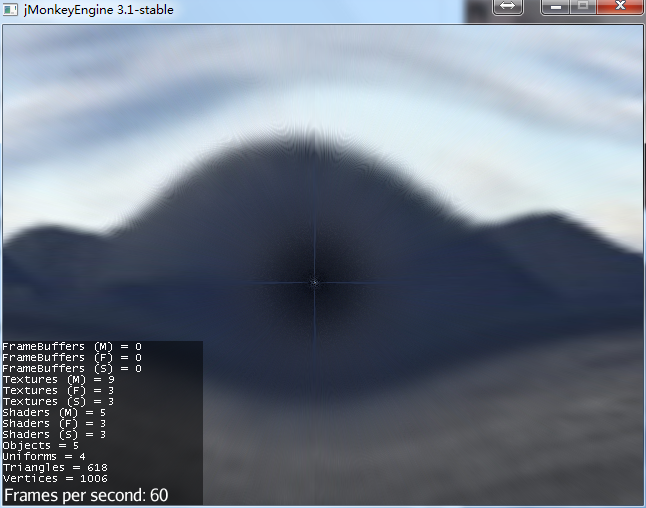 jMonkeyEngine 3.1-stable
FrameBuffers (M) = 0
FrameBuffers (F) = 0
FrameBuffers (S) = 0
Textures (M) = 9
Textures (F) = 3
Textures (S) = 3
Shaders (M) = 5
Shaders (F) = 3
Shaders (S) = 3
Objects = 5
Uniforms = 4
Triangles = 618
Vertices = 1006
Frames per second: 60